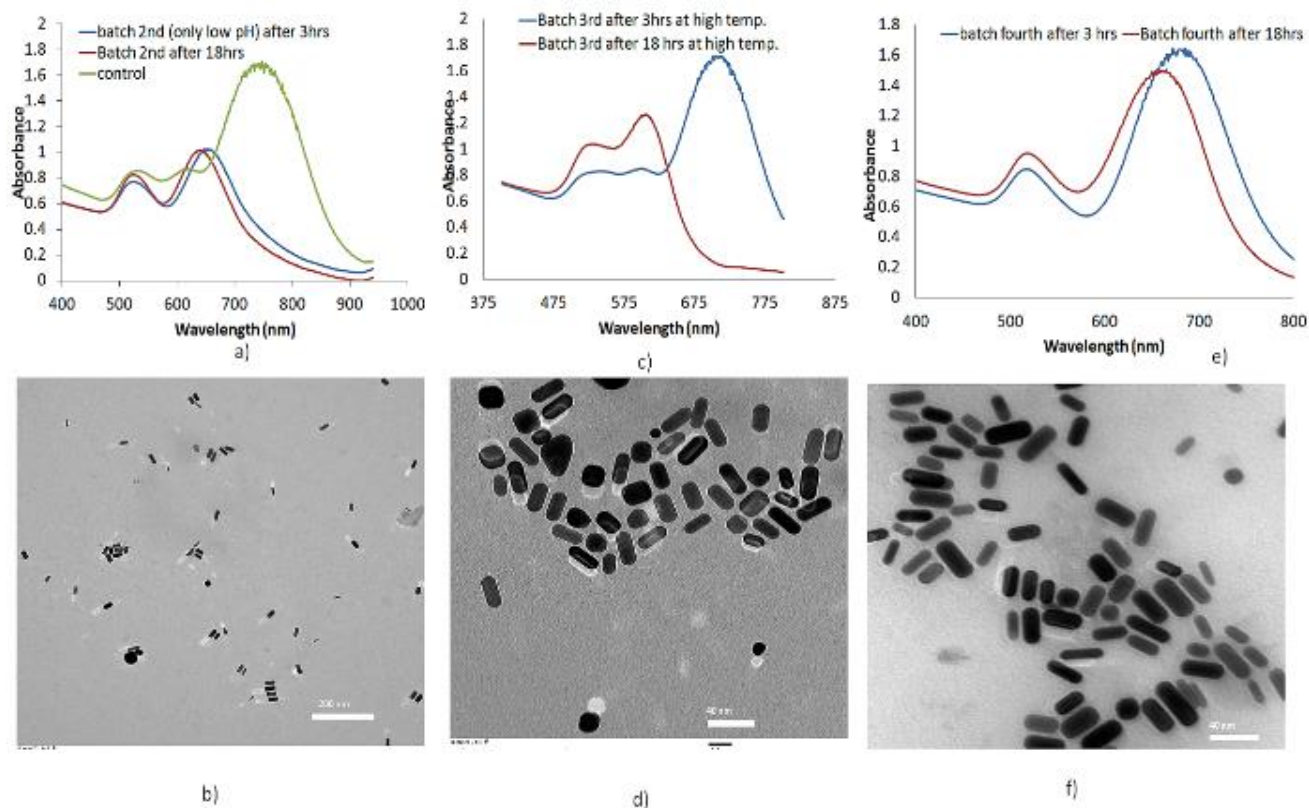 2
1.8
1.6
1.4
1.2
1
0.8
0.6
0.4
0.2
0
Absorbance
batch 2nd (only low pH) after 3hrs
Batch 2nd after 18hrs
control
400 500 600 700 800 900 1000
Wavelength (nm)
a)
2
1.8
1.6
1.4
1.2
1
0.8
0.6
0.4
0.2
0
Absorbance
Batch 3rd after 3hrs at high temp.
Batch 3rd after 18 hrs at high temp.
375 475 575 675 775 875
Wavelength (nm)
c)
1.8
1.6
1.4
1.2
1
0.8
0.6
0.4
0.2
0
Absorbance
batch fourth after 3 hrs Batch fourth after 18hrs
400 500 600 700 800
Wavelength (nm)
e)
200 nm
40 nm
40 nm
b)
d)
f)